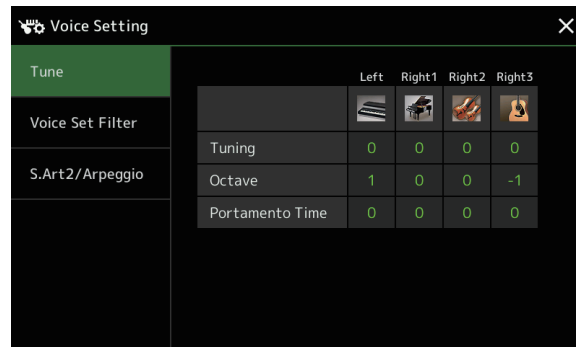 Voice Setting
Tune
Left Right1 Right2 Right3
Voice Set Filter
Tuning 0 0 0 0
S.Art2/Arpeggio
Octave 1 0 0 -1
Portamento Time 0 0 0 0